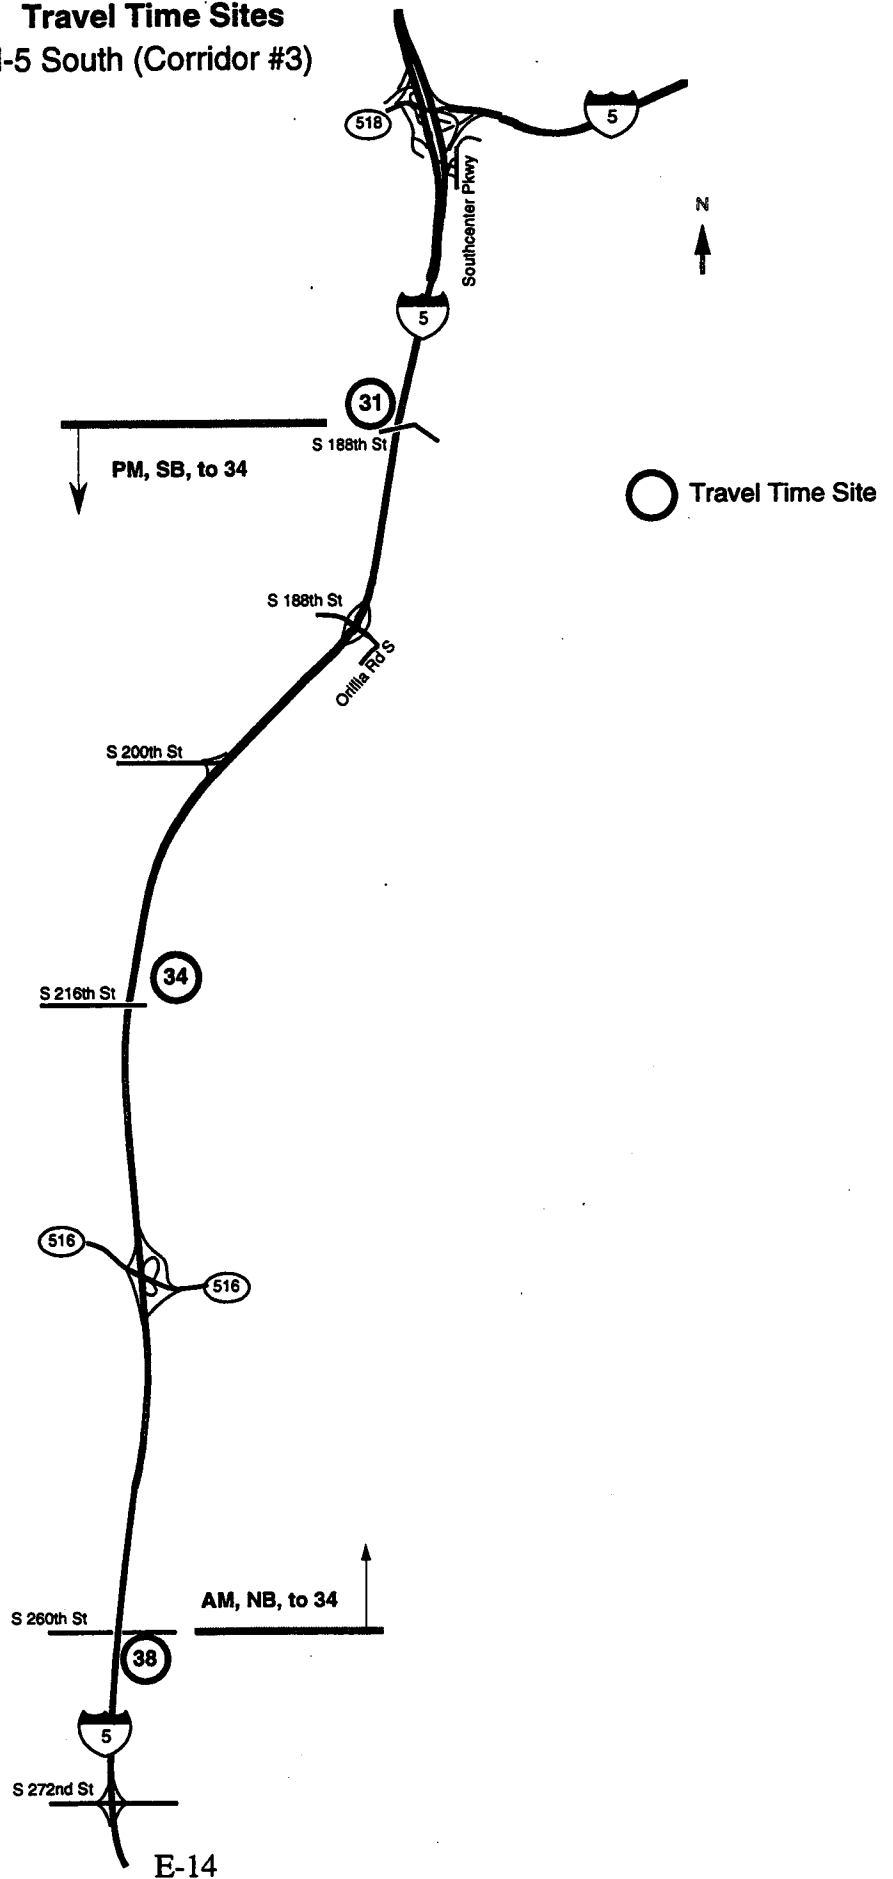 Travel Time Sites
I-5 South (Corridor #3)
518
5
Southcenter Pkwy
N
5
31
S 188th St
PM, SB, to 34
Travel Time Site
S 188th St
Orillia Rd S
S 200th St
34
S 216th St
516
516
AM, NB, to 34
S 260th St
38
5
S 272nd St
E-14